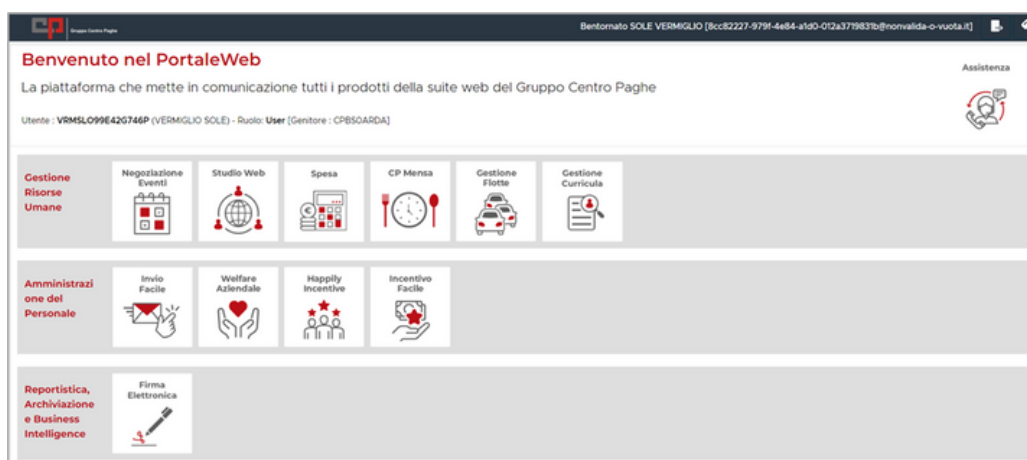 cp Gruppo Centro Paghe
Bentornato SOLE VERMIGLIO [8cc82227-979f-4e84-a1d0-012a3719831b@nonvalida-o-vuota.it]
Benvenuto nel PortaleWeb
La piattaforma che mette in comunicazione tutti i prodotti della suite web del Gruppo Centro Paghe
Utente : VRMSLO99E42G746P (VERMIGLIO SOLE) - Ruolo: User [Genitore : CPBSOARDA]
Assistenza
Gestione
Risorse
Umane
Negoziazione
Eventi
Studio Web
Spesa
CP Mensa
Gestione
Flotte
Gestione
Curricula
Amministrazi
one del
Personale
Invio
Facile
Welfare
Aziendale
Happily
Incentive
Incentivo
Facile
Reportistica,
Archiviazione
e Business
Intelligence
Firma
Elettronica